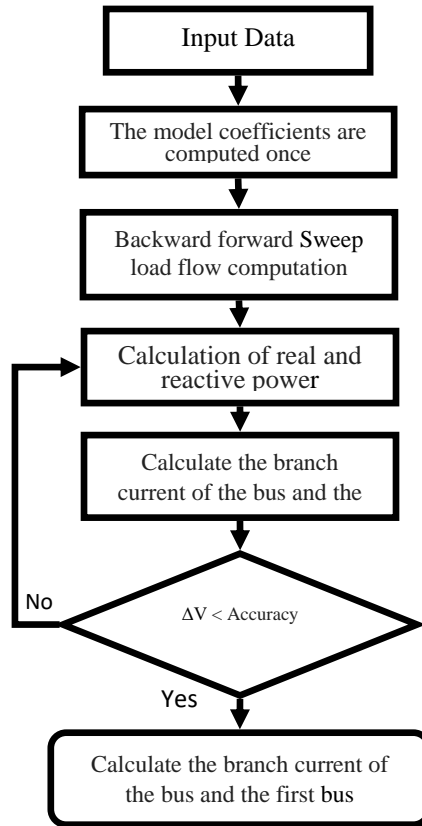 Input Data
The model coefficients are
computed once
Backward forward Sweep
load flow computation
Calculation of real and
reactive power
Calculate the branch
current of the bus and the
ΔV < Accuracy
No
Yes
Calculate the branch current of
the bus and the first bus